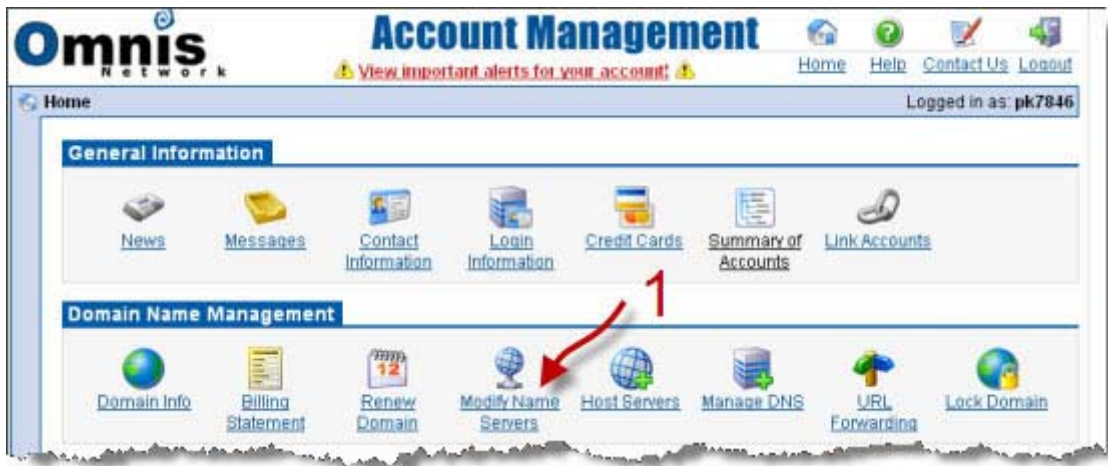 Omnis
Network
Account Management
View important alerts for your account!
Home Help Contact Us Logout
Home
Logged in as: pk7846
General Information
News Messages Contact Information Login Information Credit Cards Summary of Accounts Link Accounts
1
Domain Name Management
12
Domain Info Billing Statement Renew Domain Modify Name Servers Host Servers Manage DNS URL Forwarding Lock Domain